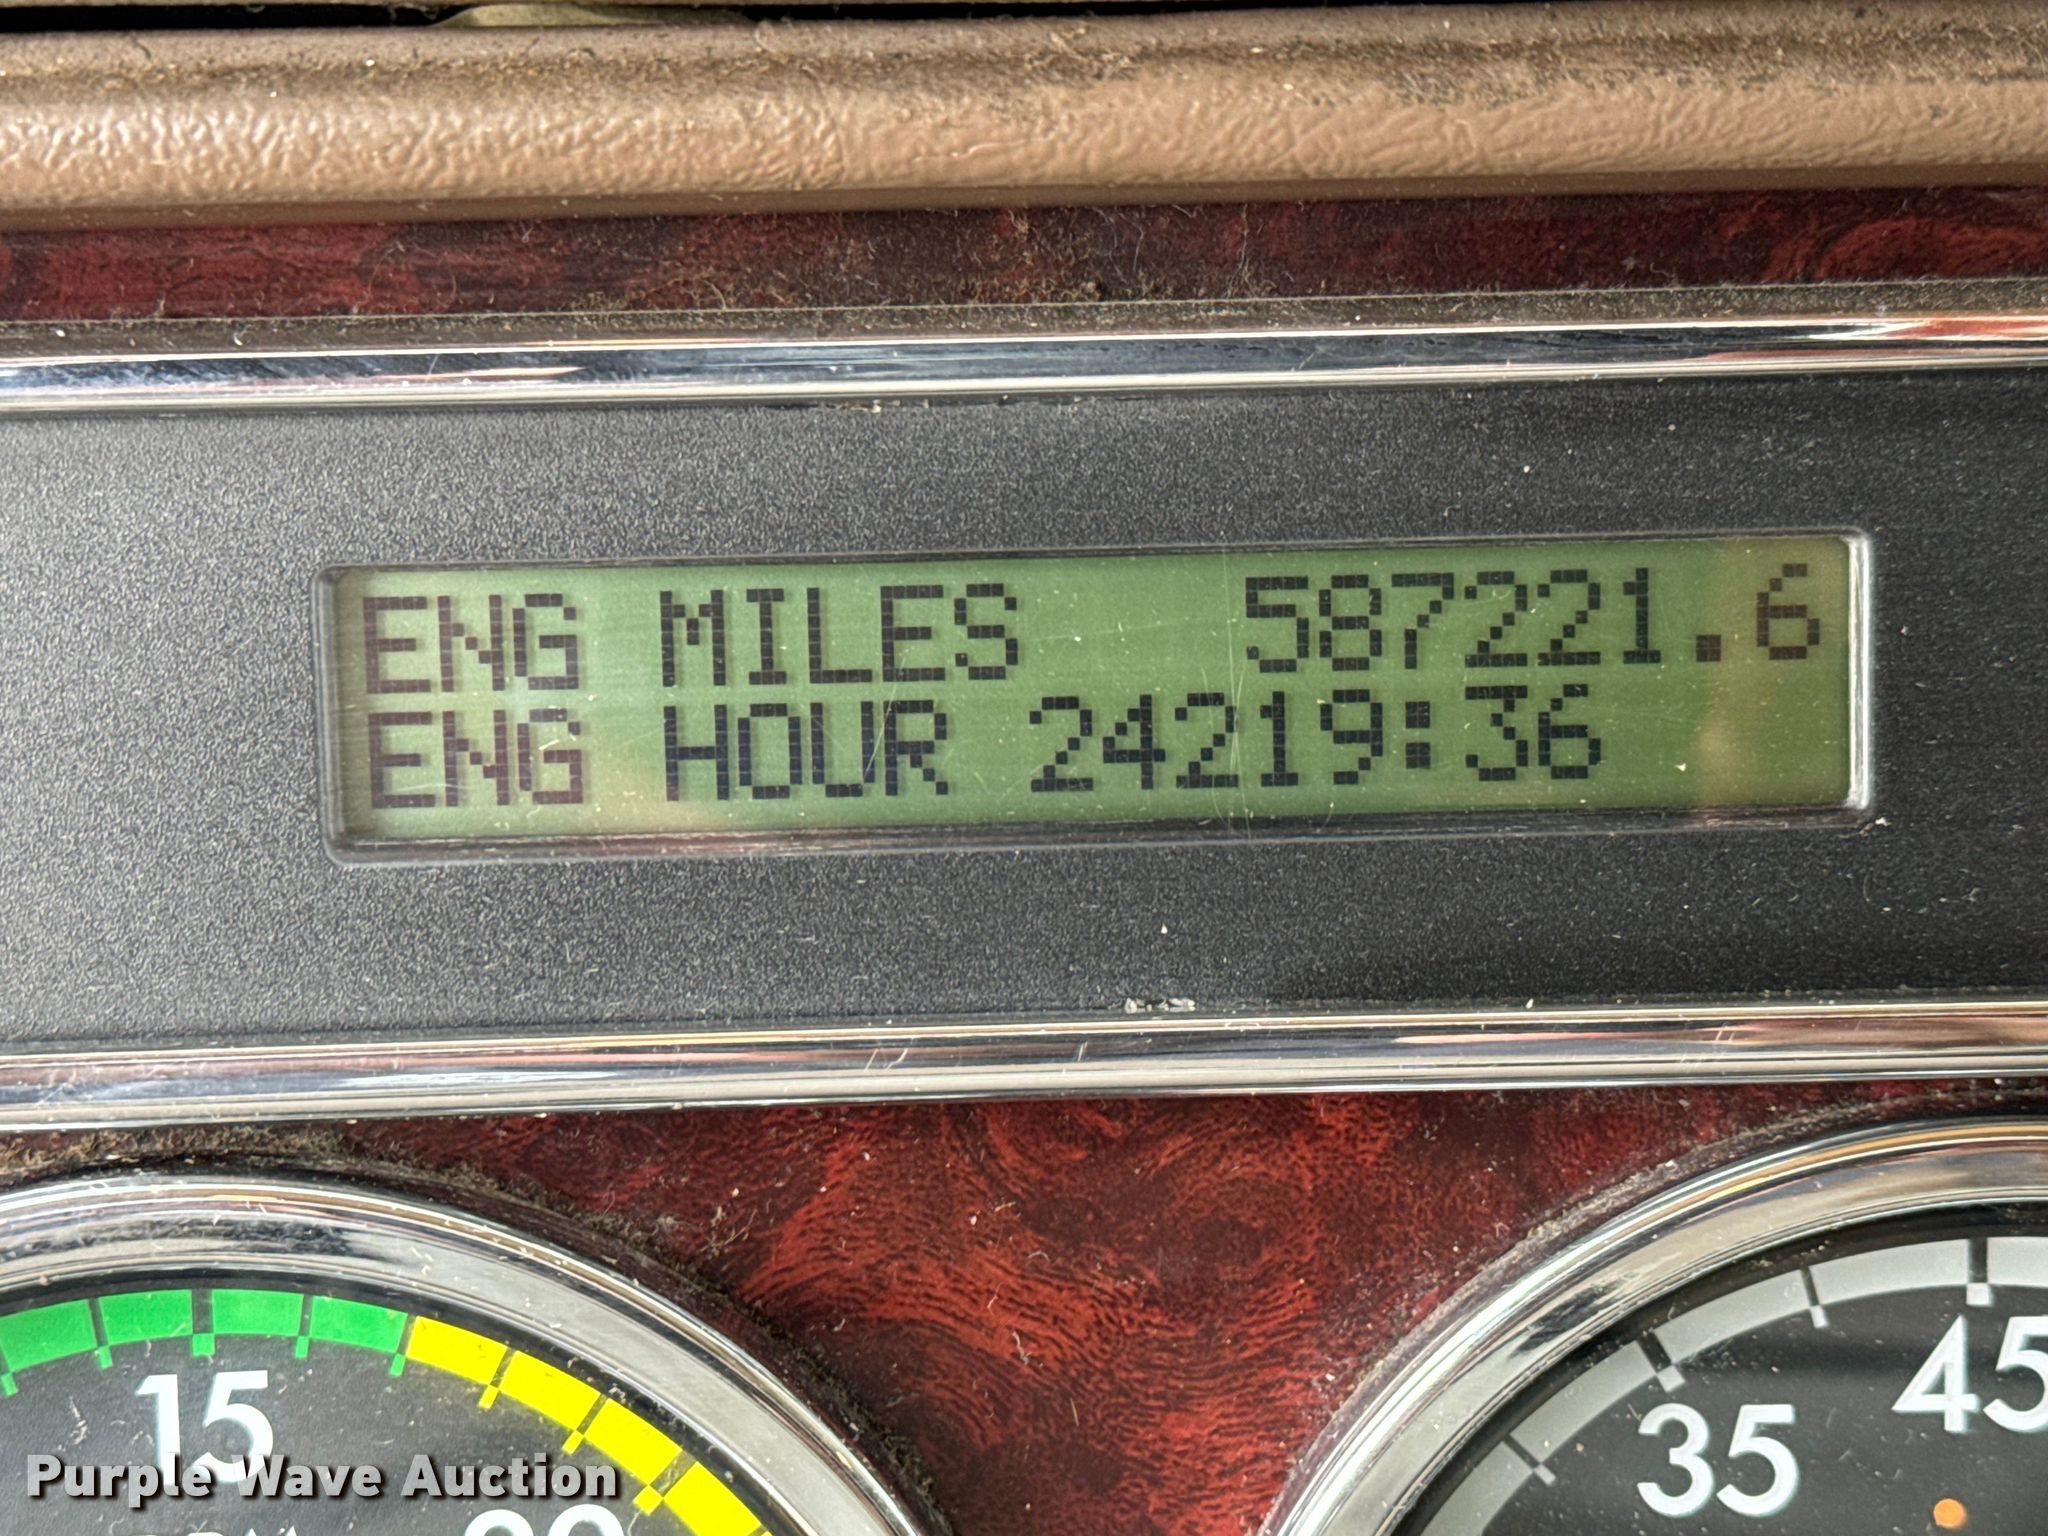 ENG MILES 587221.6
ENG HOUR 24219:36
15
45
35
Purple Wave Auction